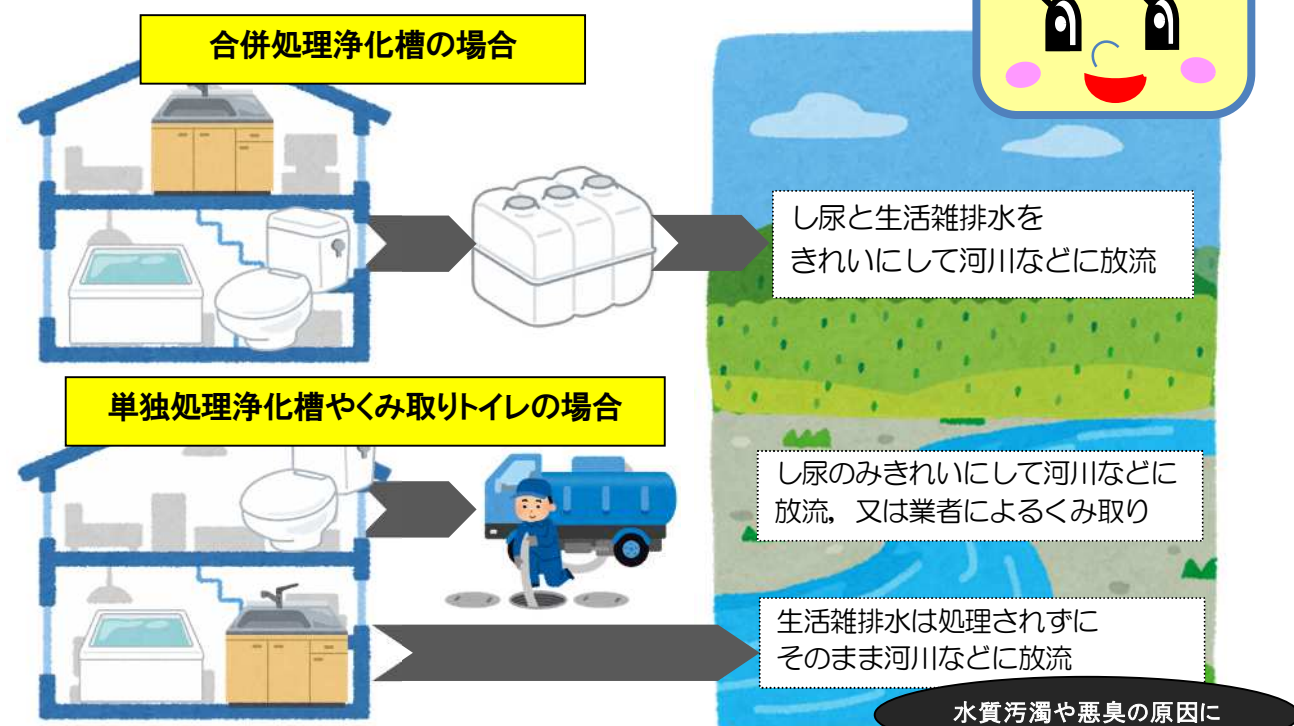 合併処理浄化槽の場合
し尿と生活雑排水を
きれいにして河川などに放流
単独処理浄化槽やくみ取りトイレの場合
し尿のみきれいにして河川などに
放流，又は業者によるくみ取り
生活雑排水は処理されずに
そのまま河川などに放流
水質汚濁や悪臭の原因に